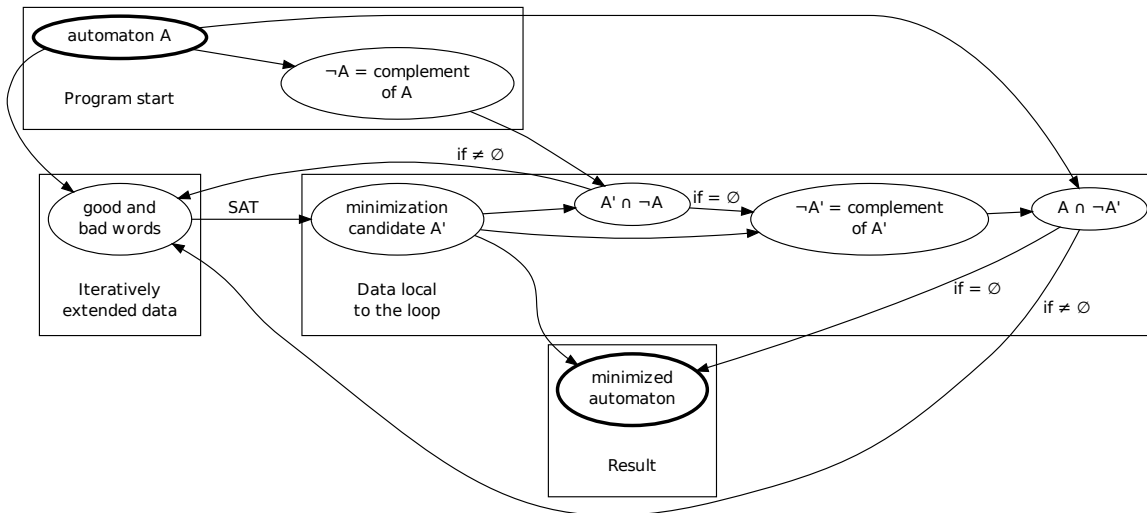 automaton A
¬A = complement
of A
Program start
if ≠ ∅
good and
bad words
SAT
minimization
candidate A'
A' ∩ ¬A
if = ∅
¬A' = complement
of A'
A ∩ ¬A'
Iteratively
extended data
Data local
to the loop
if = ∅
if ≠ ∅
minimized
automaton
Result